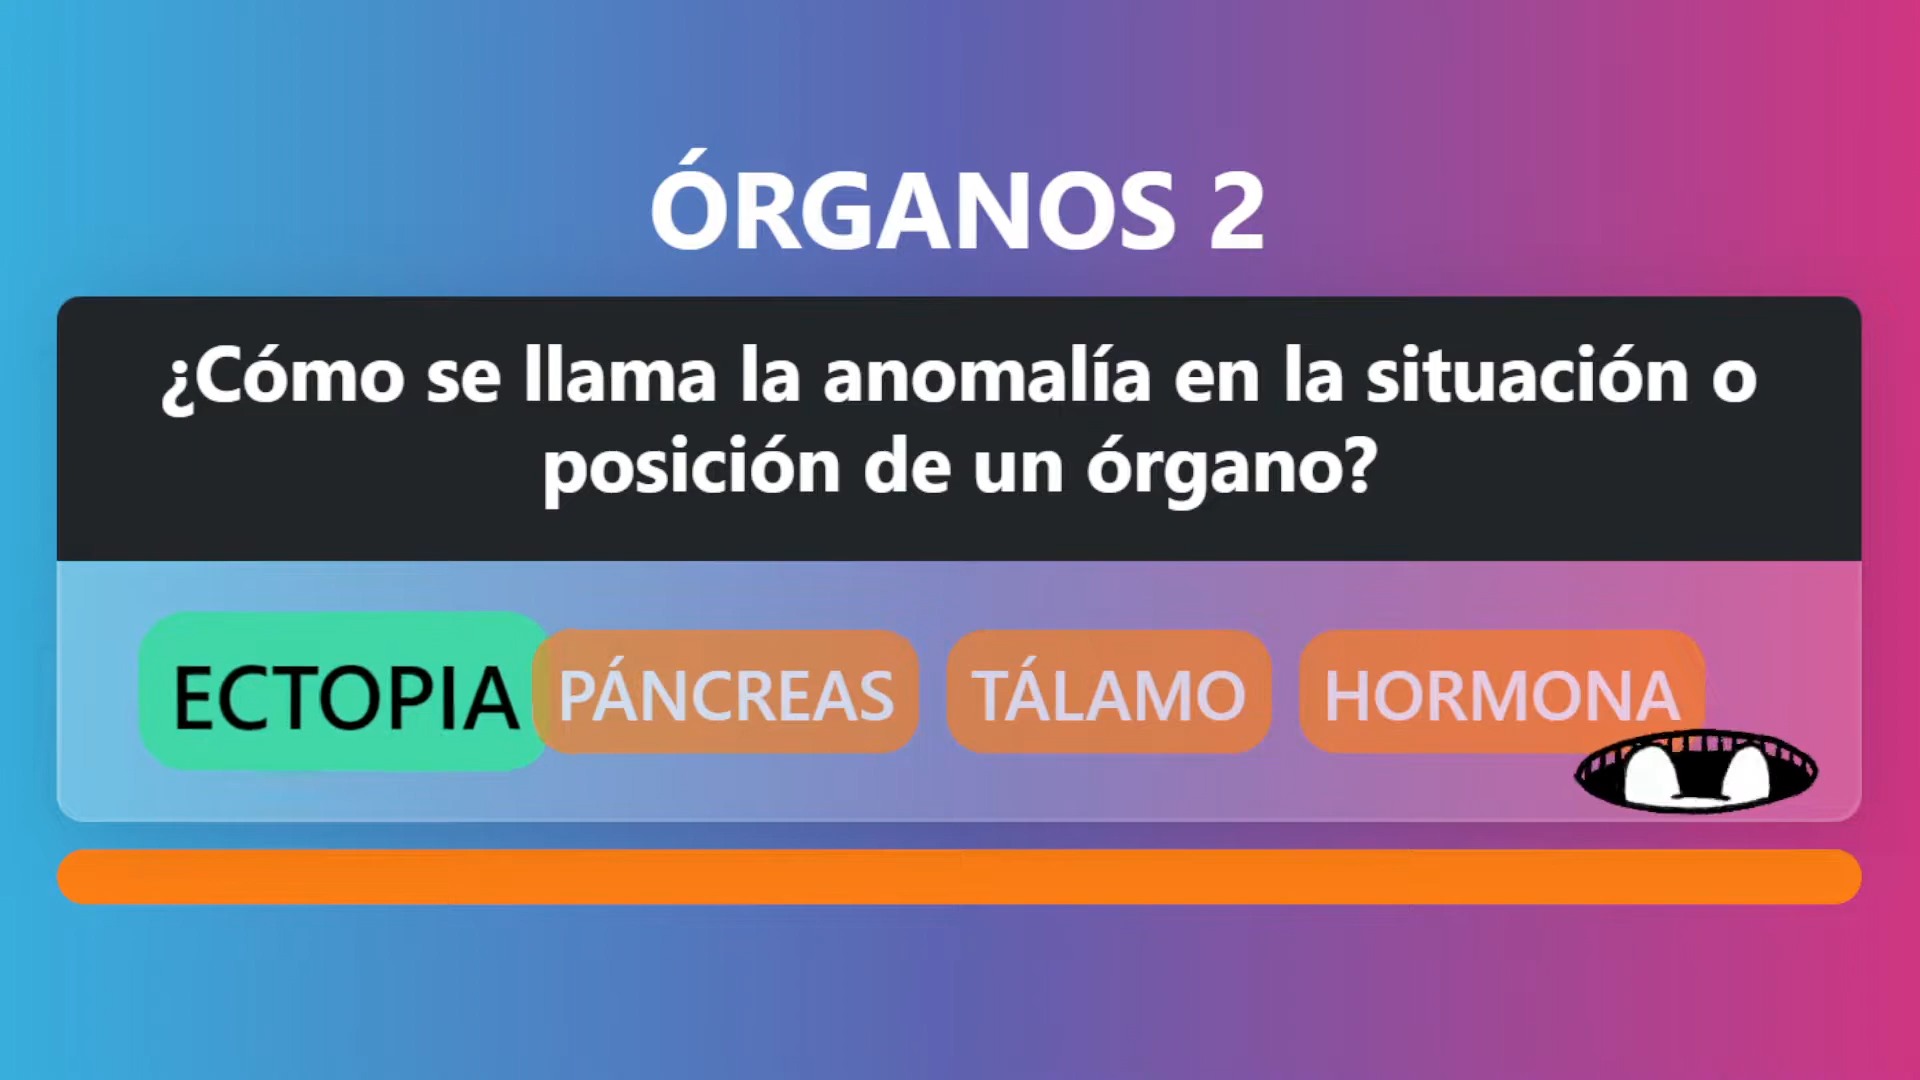 ÓRGANOS 2
¿Cómo se llama la anomalía en la situación o
posición de un órgano?
ECTOPIA PÁNCREAS TÁLAMO HORMONA